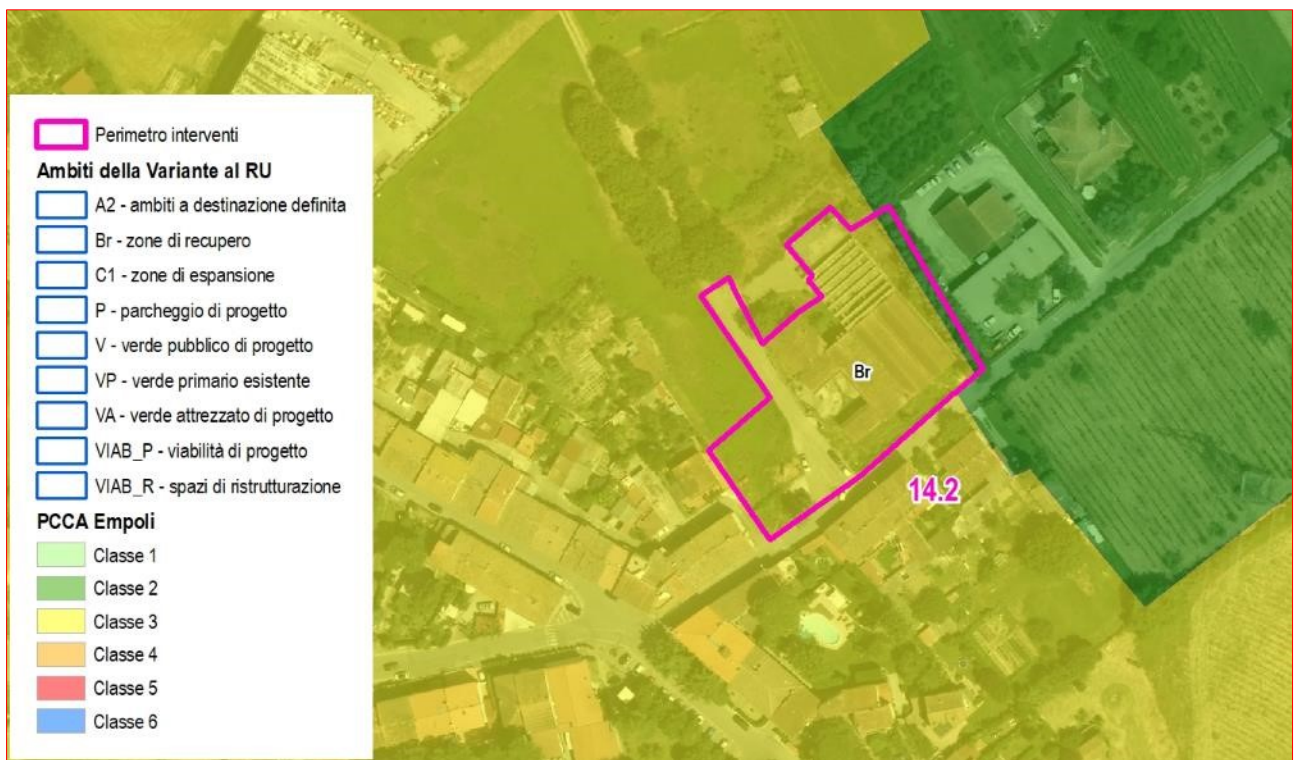 Perimetro interventi
Ambiti della Variante al RU
A2 - ambiti a destinazione definita
Br - zone di recupero
C1 - zone di espansione
P - parcheggio di progetto
V - verde pubblico di progetto
VP - verde primario esistente
VA - verde attrezzato di progetto
VIAB_P - viabilità di progetto
VIAB_R - spazi di ristrutturazione
PCCA Empoli
Classe 1
Classe 2
Classe 3
Classe 4
Classe 5
Classe 6
Br
14.2